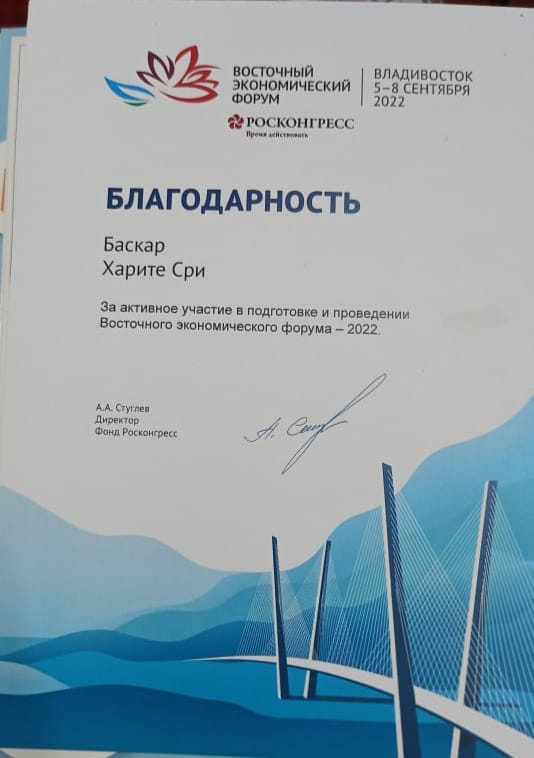 ВОСТОЧНЫЙ
ЭКОНОМИЧЕСКИЙ
ФОРУМ
ВЛАДИВОСТОК
5–8 СЕНТЯБРЯ
2022
РОСКОНГРЕСС
Время действовать
БЛАГОДАРНОСТЬ
Баскар
Харите Сри
За активное участие в подготовке и проведении
Восточного экономического форума – 2022.
А.А. Стуглев
Директор
Фонд Росконгресс